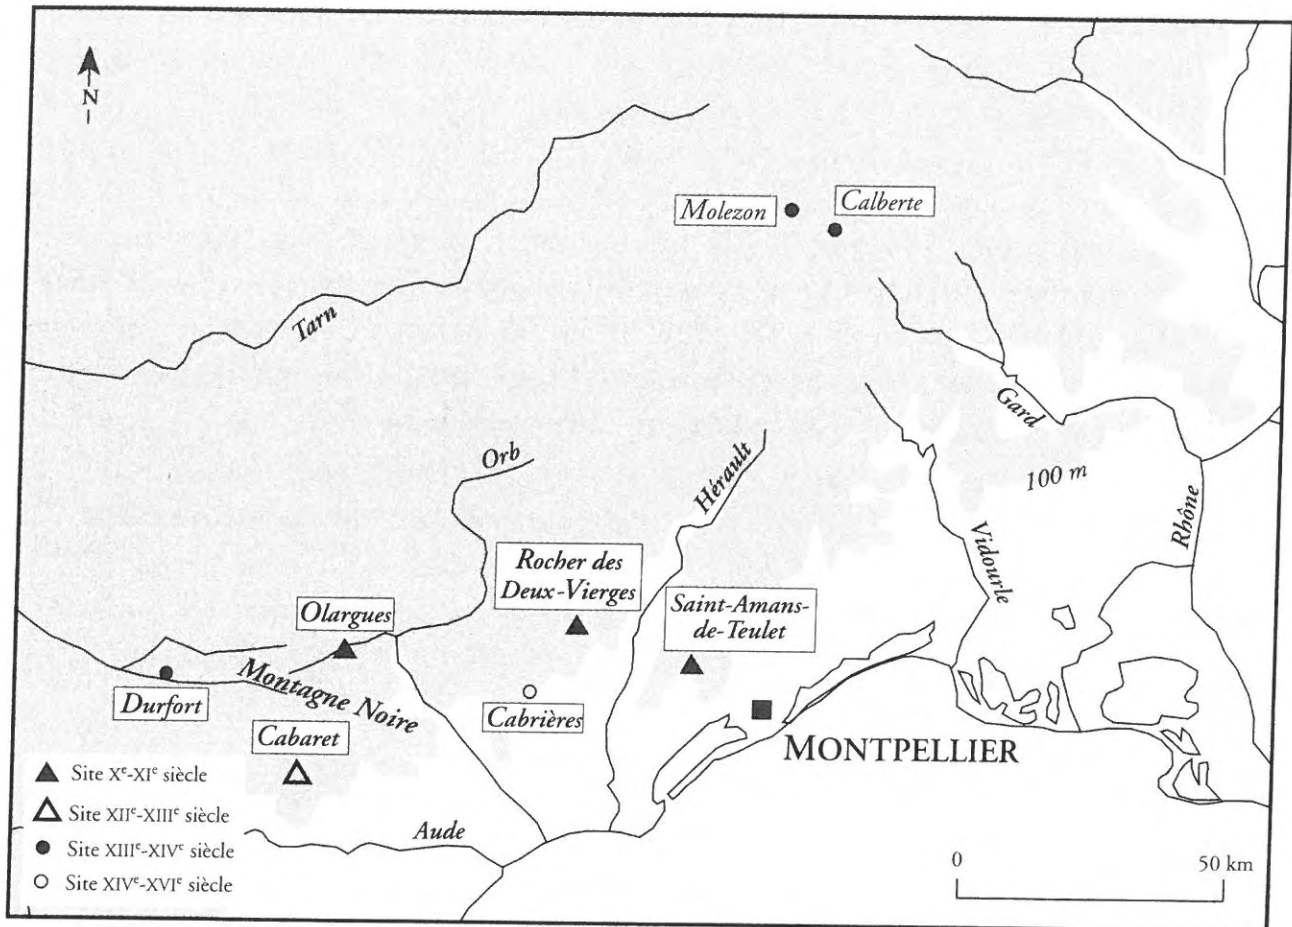 N
Molezon
Calberte
Tarn
Gard
Orb
Hérault
100 m
Rhône
Vidourle
Rocher des
Deux-Vierges
Saint-Amans-
de-Teulet
Olargues
Montagne Noire
Durfort
Cabrières
Cabaret
MONTPELLIER
Site Xᵉ-XIᵉ siècle
Site XIIᵉ-XIIIᵉ siècle
Site XIIIᵉ-XIVᵉ siècle
Site XIVᵉ-XVIᵉ siècle
Aude
0 50 km